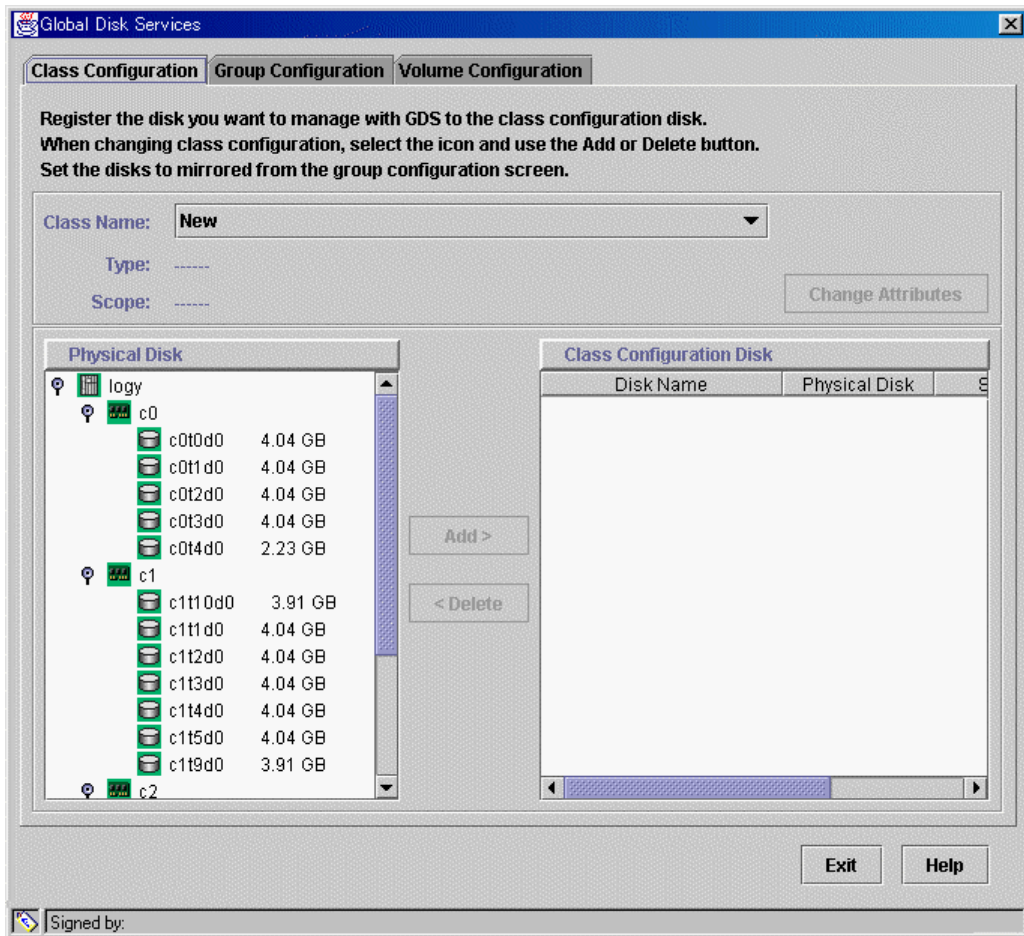 Global Disk Services
Class Configuration Group Configuration Volume Configuration
Register the disk you want to manage with GDS to the class configuration disk.
When changing class configuration, select the icon and use the Add or Delete button.
Set the disks to mirrored from the group configuration screen.
Class Name: New
Type: ------
Scope: ------
Change Attributes
Physical Disk
logy
c0
c0t0d0 4.04 GB
c0t1d0 4.04 GB
c0t2d0 4.04 GB
c0t3d0 4.04 GB
c0t4d0 2.23 GB
c1
c1t10d0 3.91 GB
c1t1d0 4.04 GB
c1t2d0 4.04 GB
c1t3d0 4.04 GB
c1t4d0 4.04 GB
c1t5d0 4.04 GB
c1t9d0 3.91 GB
c2
Add >
< Delete
Class Configuration Disk
Disk Name Physical Disk S
Exit Help
Signed by: